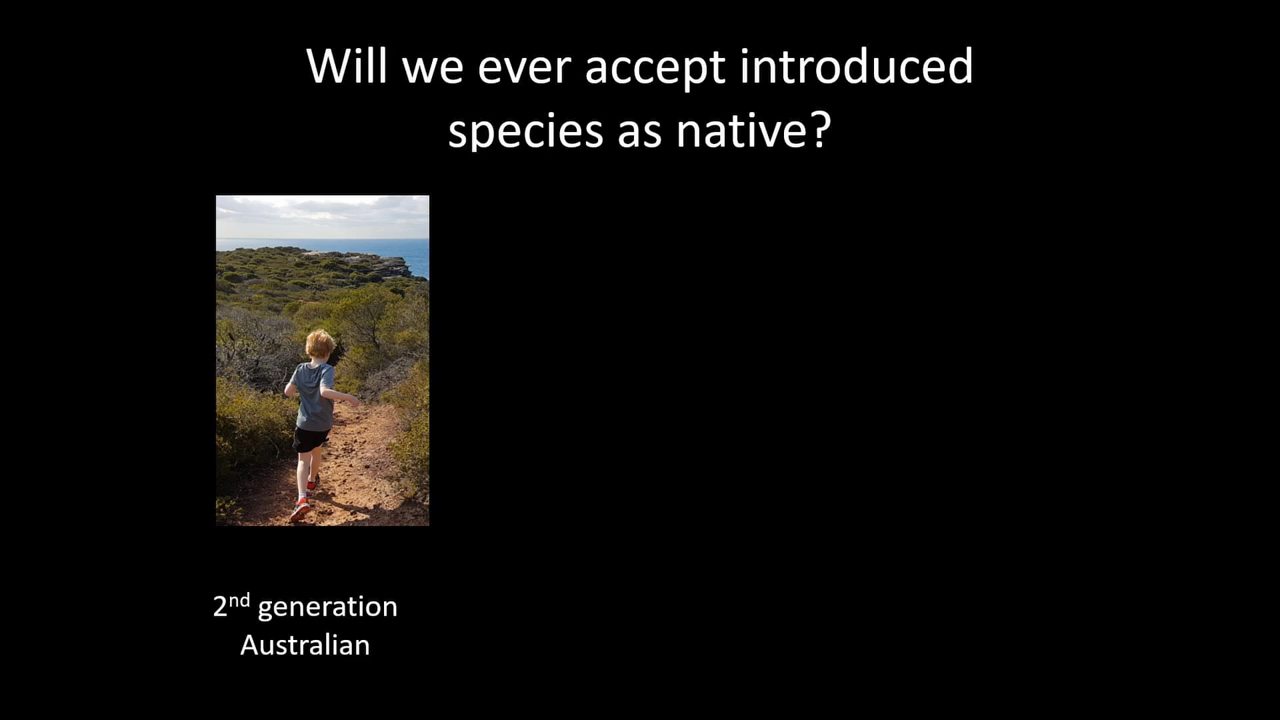 Will we ever accept introduced
species as native?
2nd generation
Australian